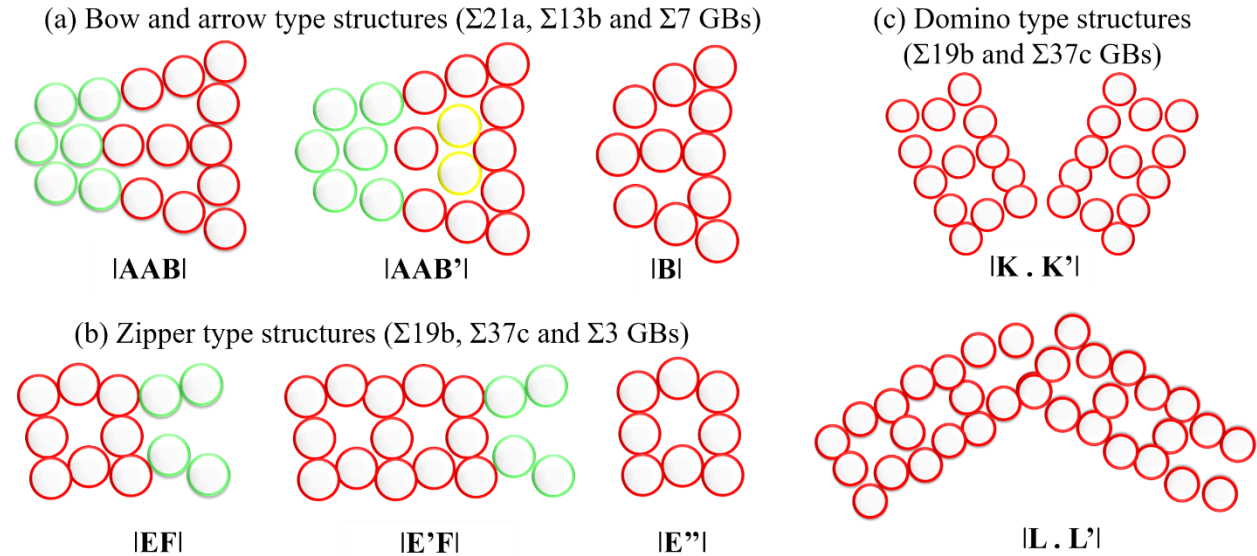 (a) Bow and arrow type structures (Σ21a, Σ13b and Σ7 GBs)
|AAB|
|AAB’|
|B|
(b) Zipper type structures (Σ19b, Σ37c and Σ3 GBs)
|EF|
|E’F|
|E’’|
(c) Domino type structures
(Σ19b and Σ37c GBs)
|K . K’|
|L . L’|